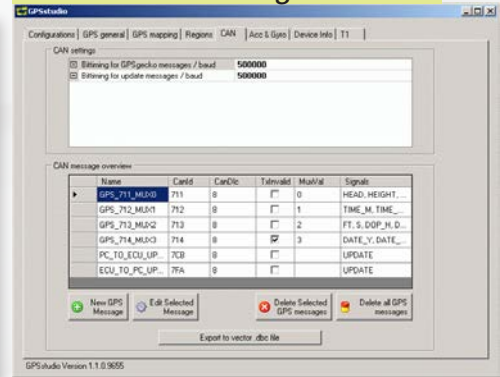 GPSstudio
Configurations GPS general GPS mapping Regions CAN Acc & Gyro Device Info T1
CAN settings
Bittiming for GPSgecko messages / baud 500000
Bittiming for update messages / baud 500000
CAN message overview
Name CanId CanDlc TxInvalid MuxVal Signals
GPS_711_MUX0 711 8 0 HEAD, HEIGHT, ...
GPS_712_MUX1 712 8 1 TIME_M, TIME_...
GPS_713_MUX2 713 8 2 FT, S, DOP_H, D...
GPS_714_MUX3 714 8 3 DATE_Y, DATE_...
PC_TO_ECU_UP... 7CB 8 UPDATE
ECU_TO_PC_UP... 7FA 8 UPDATE
New GPS Message Edit Selected Message Delete Selected GPS messages Delete all GPS messages
Export to vector .dbc file
GPSstudio Version 1.1.0.9655